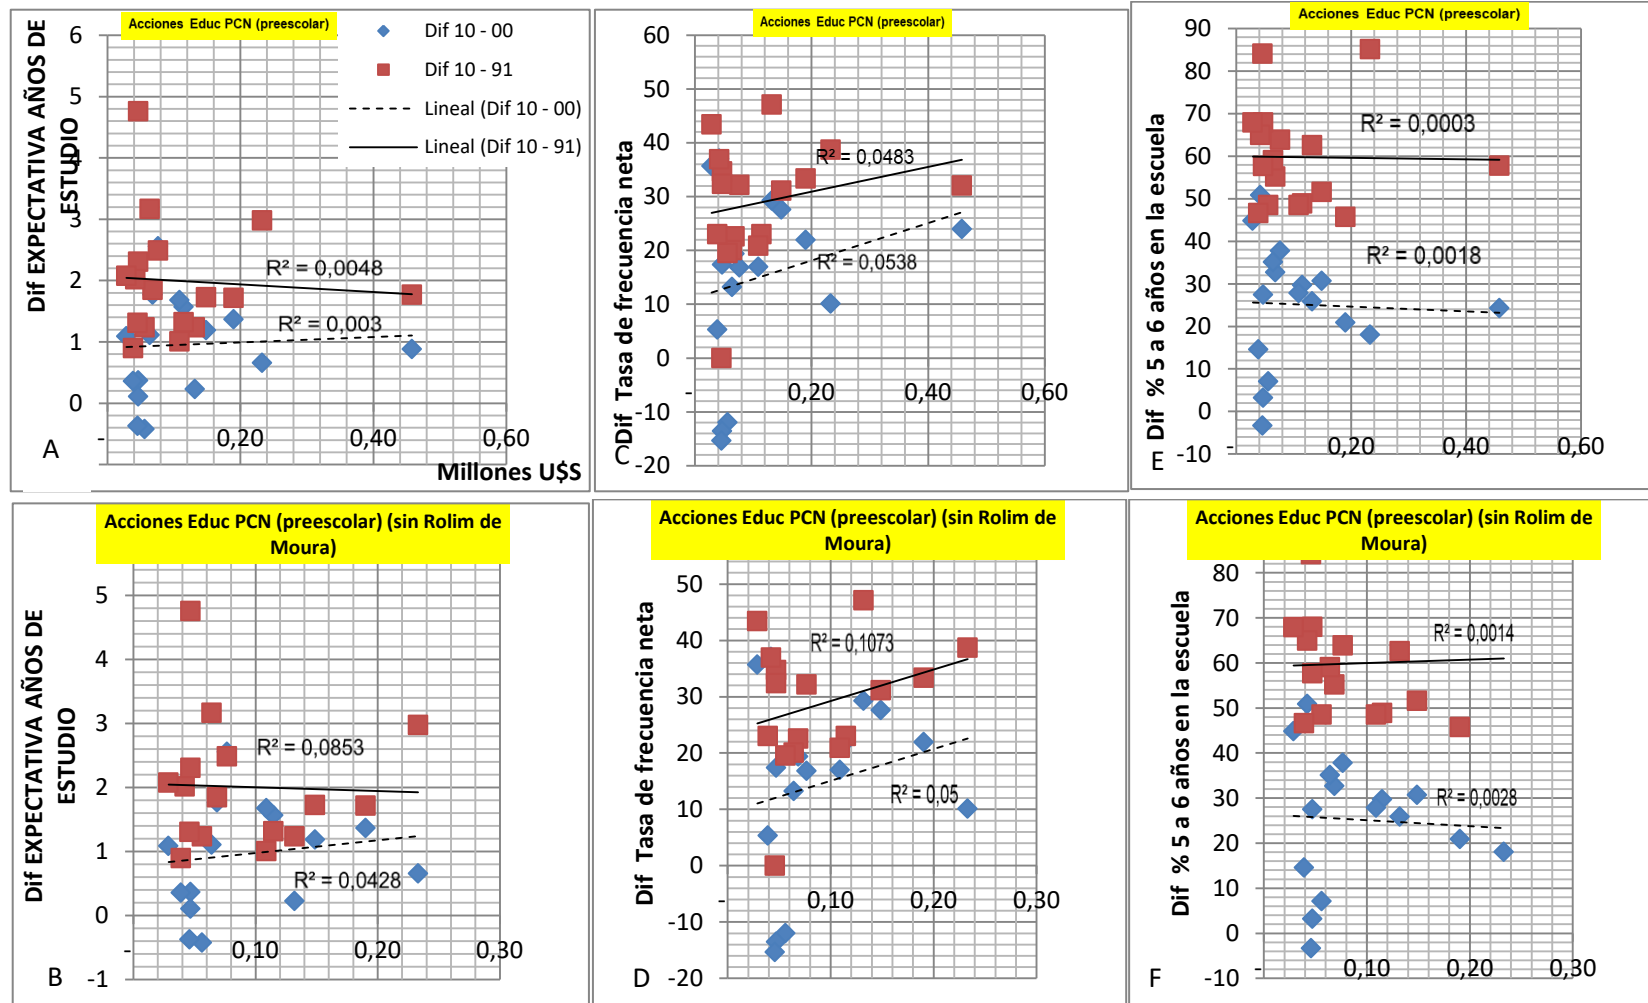 Acciones Educ PCN (preescolar)
Dif 10 - 00
Dif 10 - 91
Lineal (Dif 10 - 00)
Lineal (Dif 10 - 91)
Dif EXPECTATIVA AÑOS DE
ESTUDIO
6
5
4
3
2
1
0
R² = 0,0048
R² = 0,003
-
0,20
0,40
0,60
Millones U$S
A
Acciones Educ PCN (preescolar)
Dif Tasa de frecuencia neta
60
50
40
30
20
10
0
-10
-20
R² = 0,0483
R² = 0,0538
-
0,20
0,40
0,60
C
Acciones Educ PCN (preescolar)
Dif % 5 a 6 años en la escuela
90
80
70
60
50
40
30
20
10
0
-10
R² = 0,0003
R² = 0,0018
-
0,20
0,40
0,60
E
Acciones Educ PCN (preescolar) (sin Rolim de
Moura)
Dif EXPECTATIVA AÑOS DE
ESTUDIO
5
4
3
2
1
0
-1
R² = 0,0853
R² = 0,0428
-
0,10
0,20
0,30
B
Acciones Educ PCN (preescolar) (sin Rolim de
Moura)
Dif Tasa de frecuencia neta
50
40
30
20
10
0
-10
-20
R² = 0,1073
R² = 0,05
-
0,10
0,20
0,30
D
Acciones Educ PCN (preescolar) (sin Rolim de
Moura)
Dif % 5 a 6 años en la escuela
80
70
60
50
40
30
20
10
0
-10
R² = 0,0014
R² = 0,0028
-
0,10
0,20
0,30
F